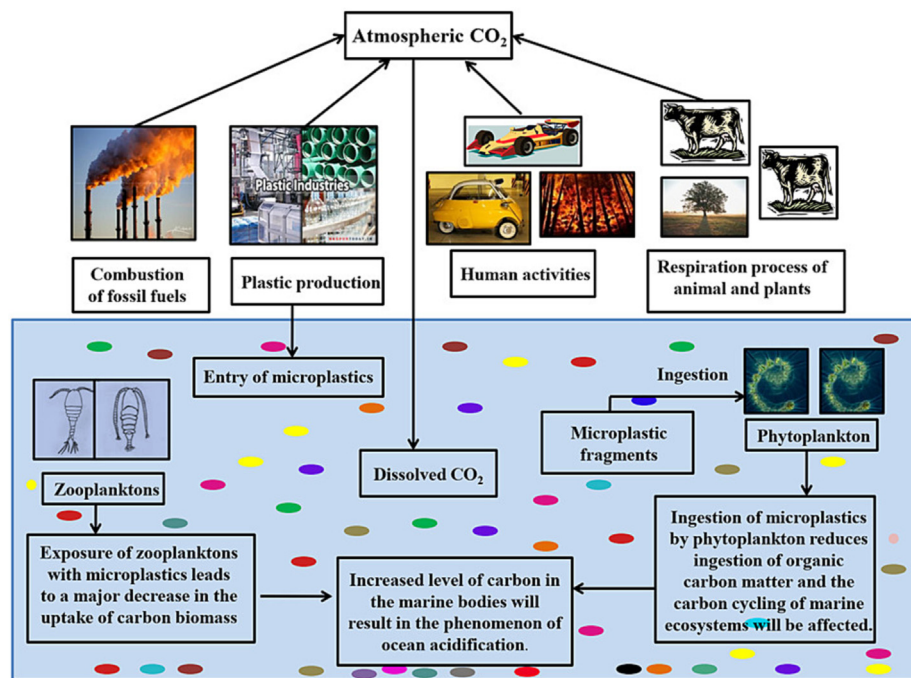 Atmospheric CO₂
Plastic Industries
Combustion
of fossil fuels
Plastic production
Human activities
Respiration process of
animal and plants
Entry of microplastics
Ingestion
Microplastic
fragments
Phytoplankton
Dissolved CO₂
Zooplanktons
Exposure of zooplanktons
with microplastics leads
to a major decrease in the
uptake of carbon biomass
Increased level of carbon in
the marine bodies will
result in the phenomenon of
ocean acidification.
Ingestion of microplastics
by phytoplankton reduces
ingestion of organic
carbon matter and the
carbon cycling of marine
ecosystems will be affected.